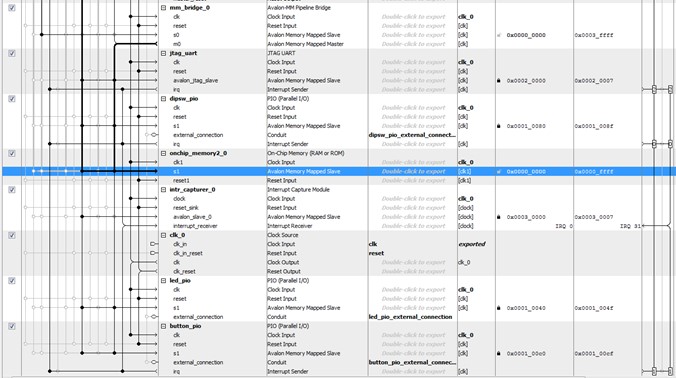 mm_bridge_0 Avalon-MM Pipeline Bridge
clk Clock Input Double-click to export clk_0
reset Reset Input Double-click to export [clk]
s0 Avalon Memory Mapped Slave Double-click to export [clk] 0x0000_0000 0x0003_ffff
m0 Avalon Memory Mapped Master Double-click to export [clk]
jtag_uart JTAG UART
clk Clock Input Double-click to export clk_0
reset Reset Input Double-click to export [clk]
avalon_jtag_slave Avalon Memory Mapped Slave Double-click to export [clk] 0x0002_0000 0x0002_0007
irq Interrupt Sender Double-click to export [clk]
dipsw_pio PIO (Parallel I/O)
clk Clock Input Double-click to export clk_0
reset Reset Input Double-click to export [clk]
s1 Avalon Memory Mapped Slave Double-click to export [clk] 0x0001_0080 0x0001_008f
external_connection Conduit dipsw_pio_external_connect...
irq Interrupt Sender Double-click to export [clk]
onchip_memory2_0 On-Chip Memory (RAM or ROM)
clk1 Clock Input Double-click to export clk_0
s1 Avalon Memory Mapped Slave Double-click to export [clk1] 0x0000_0000 0x0000_ffff
reset1 Reset Input Double-click to export [clk1]
intr_capturer_0 Interrupt Capture Module
clock Clock Input Double-click to export clk_0
reset_sink Reset Input Double-click to export [clock]
avalon_slave_0 Avalon Memory Mapped Slave Double-click to export [clock] 0x0003_0000 0x0003_0007
interrupt_receiver Interrupt Receiver Double-click to export [clock] IRQ 0 IRQ 31
clk_0 Clock Source
clk_in Clock Input clk exported
clk_in_reset Reset Input reset
clk Clock Output Double-click to export clk_0
clk_reset Reset Output Double-click to export
led_pio PIO (Parallel I/O)
clk Clock Input Double-click to export clk_0
reset Reset Input Double-click to export [clk]
s1 Avalon Memory Mapped Slave Double-click to export [clk] 0x0001_0040 0x0001_004f
external_connection Conduit led_pio_external_connection
button_pio PIO (Parallel I/O)
clk Clock Input Double-click to export clk_0
reset Reset Input Double-click to export [clk]
s1 Avalon Memory Mapped Slave Double-click to export [clk] 0x0001_00c0 0x0001_00cf
external_connection Conduit button_pio_external_connec...
irq Interrupt Sender Double-click to export [clk]